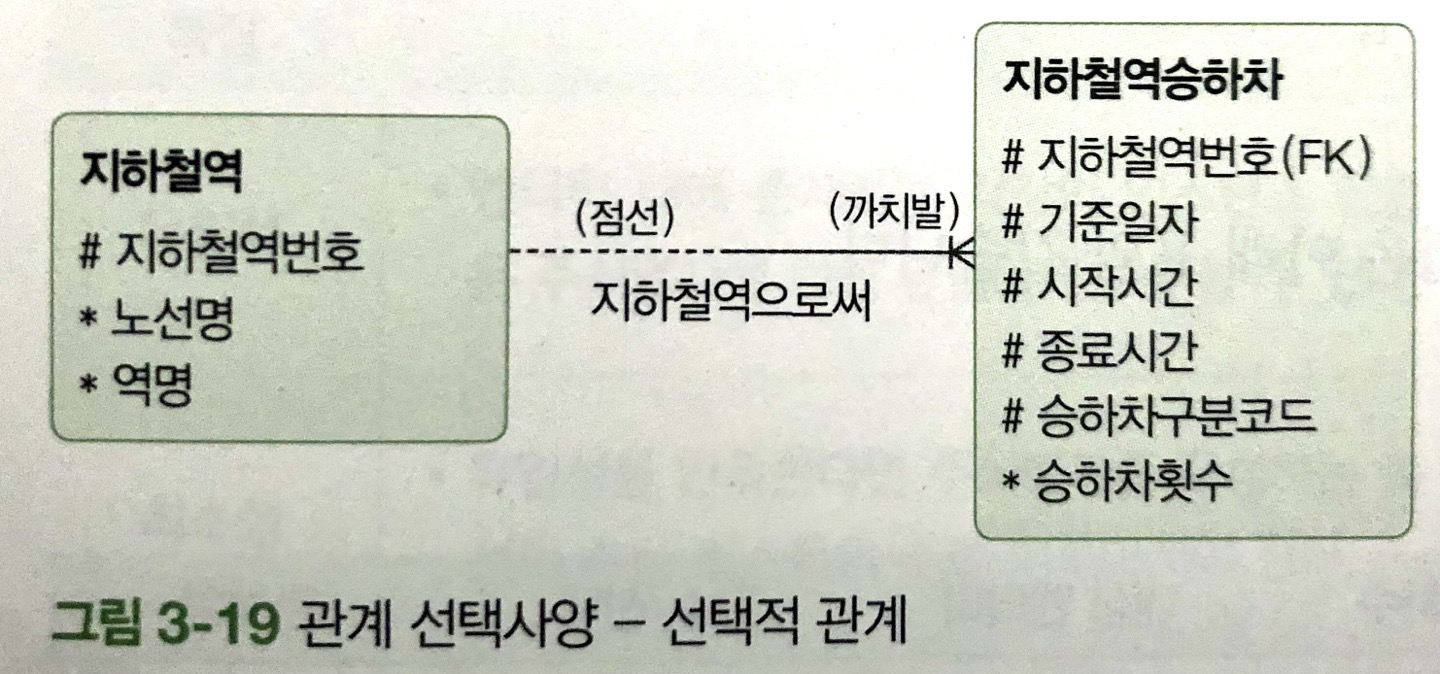 지하철역
# 지하철역번호
* 노선명
* 역명
(점선)
(까치발)
지하철역으로써
지하철역승하차
# 지하철역번호(FK)
# 기준일자
# 시작시간
# 종료시간
# 승하차구분코드
* 승하차횟수
그림 3-19 관계 선택사양 – 선택적 관계